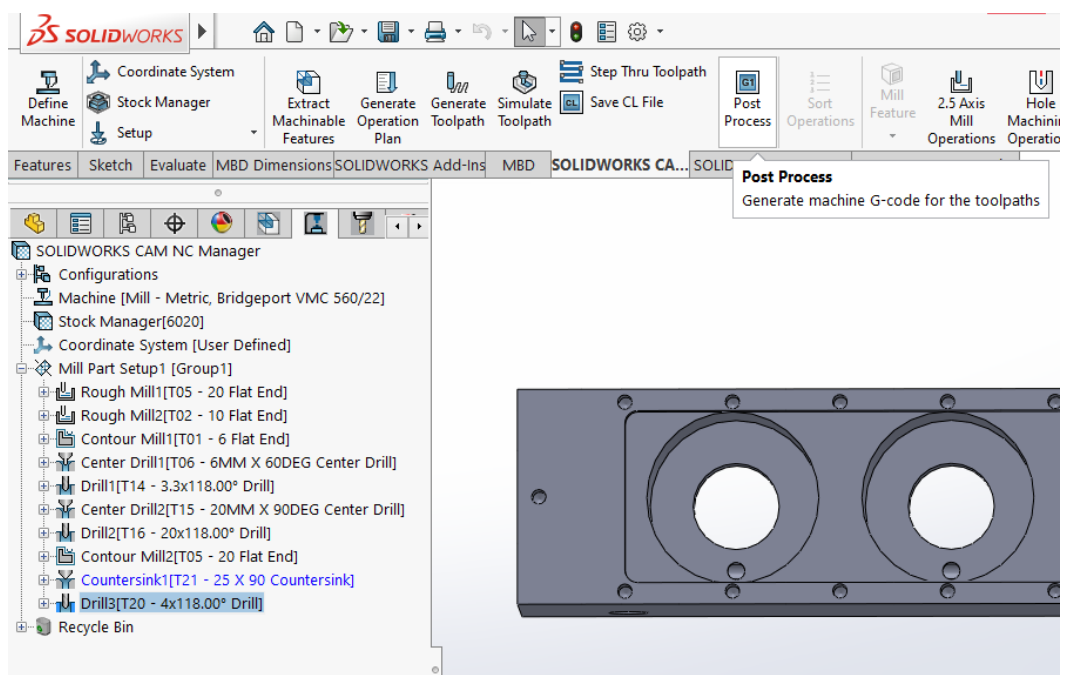 SOLIDWORKS
Define Machine
Coordinate System
Stock Manager
Setup
Extract Machinable Features
Generate Operation Plan
Generate Toolpath
Simulate Toolpath
Step Thru Toolpath
CL Save CL File
G1
Post Process
Sort Operations
Mill Feature
2.5 Axis Mill Operations
Hole Machini Operatio
Features Sketch Evaluate MBD Dimensions SOLIDWORKS Add-Ins MBD SOLIDWORKS CA... SOLID
Post Process
Generate machine G-code for the toolpaths
SOLIDWORKS CAM NC Manager
Configurations
Machine [Mill - Metric, Bridgeport VMC 560/22]
Stock Manager[6020]
Coordinate System [User Defined]
Mill Part Setup1 [Group1]
Rough Mill1[T05 - 20 Flat End]
Rough Mill2[T02 - 10 Flat End]
Contour Mill1[T01 - 6 Flat End]
Center Drill1[T06 - 6MM X 60DEG Center Drill]
Drill1[T14 - 3.3x118.00° Drill]
Center Drill2[T15 - 20MM X 90DEG Center Drill]
Drill2[T16 - 20x118.00° Drill]
Contour Mill2[T05 - 20 Flat End]
Countersink1[T21 - 25 X 90 Countersink]
Drill3[T20 - 4x118.00° Drill]
Recycle Bin